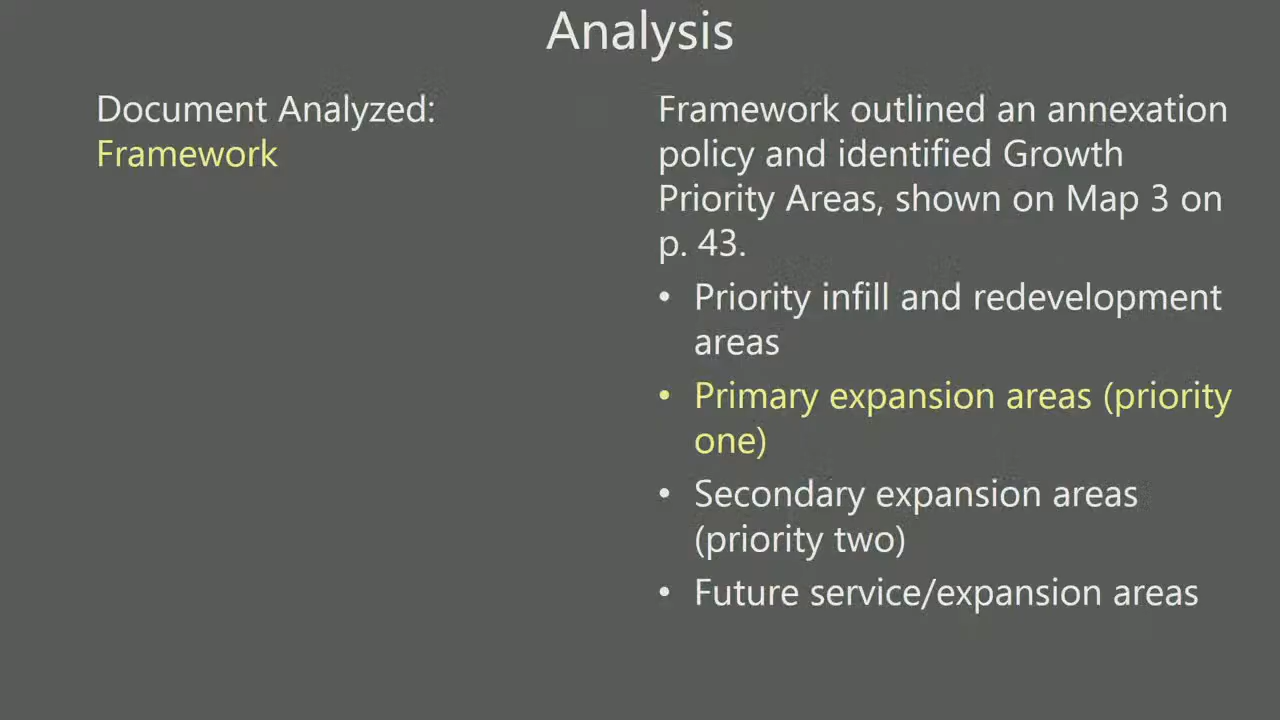 Analysis
Document Analyzed:
Framework
Framework outlined an annexation
policy and identified Growth
Priority Areas, shown on Map 3 on
p. 43.
• Priority infill and redevelopment
areas
• Primary expansion areas (priority
one)
• Secondary expansion areas
(priority two)
• Future service/expansion areas